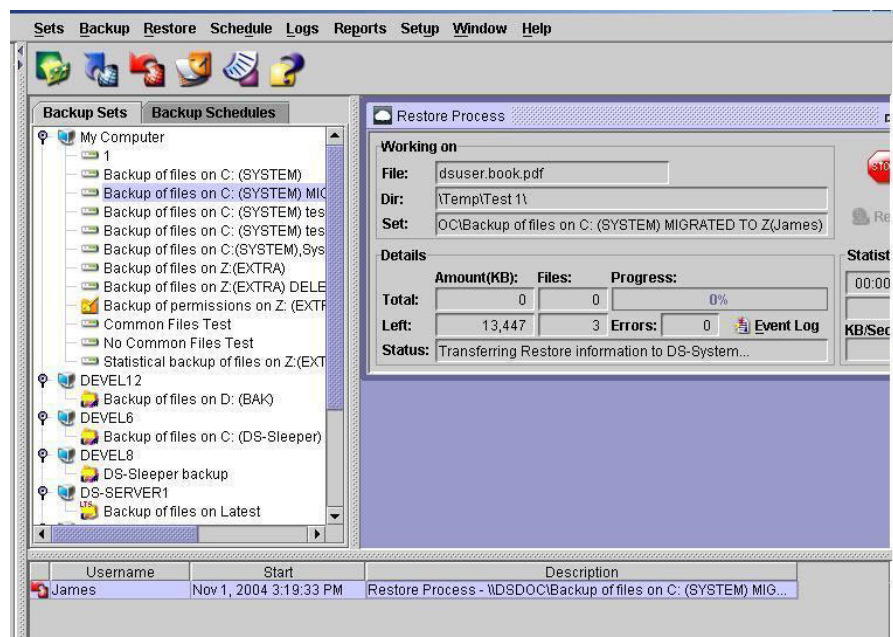 Sets Backup Restore Schedule Logs Reports Setup Window Help
Backup Sets Backup Schedules
My Computer
1
Backup of files on C: (SYSTEM)
Backup of files on C: (SYSTEM) MIG
Backup of files on C: (SYSTEM) tes
Backup of files on C: (SYSTEM) tes
Backup of files on C:(SYSTEM),Sys
Backup of files on Z:(EXTRA)
Backup of files on Z:(EXTRA) DELE
Backup of permissions on Z: (EXTR
Common Files Test
No Common Files Test
Statistical backup of files on Z:(EXT
DEVEL12
Backup of files on D: (BAK)
DEVEL6
Backup of files on C: (DS-Sleeper)
DEVEL8
DS-Sleeper backup
DS-SERVER1
LTS
Backup of files on Latest
Restore Process
Working on
File: dsuser.book.pdf
Dir: \Temp\Test 1\
Set: OC\Backup of files on C: (SYSTEM) MIGRATED TO Z(James)
STO
Re
Details
Amount(KB): Files: Progress:
Total: 0 0 0%
Left: 13,447 3 Errors: 0 Event Log
Status: Transferring Restore information to DS-System...
Statist
00:00
KB/Sec
Username Start Description
James Nov 1, 2004 3:19:33 PM Restore Process - \\DSDOC\Backup of files on C: (SYSTEM) MIG...